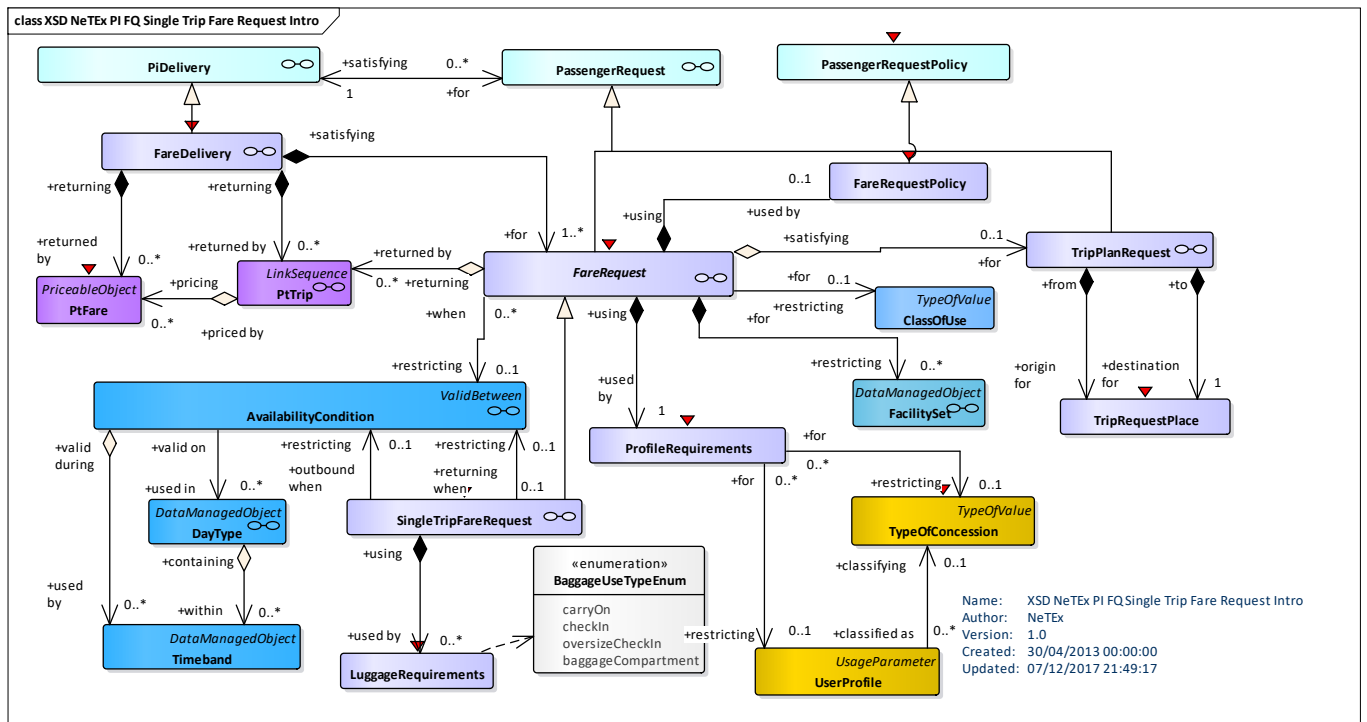 class XSD NeTEx PI FQ Single Trip Fare Request Intro
PiDelivery
+satisfying
0..*
1
+for
PassengerRequest
PassengerRequestPolicy
FareDelivery
+satisfying
+returning
+returning
0..1
FareRequestPolicy
+using
+used by
+returned
by
0..*
+returned by
0..*
+for
1..*
+satisfying
0..1
+for
TripPlanRequest
+from
+to
PriceableObject
PtFare
+pricing
0..*
+priced by
LinkSequence
PtTrip
+returned by
0..*
+returning
FareRequest
+for
0..1
+restricting
TypeOfValue
ClassOfUse
+when
0..*
+using
+for
+restricting
0..1
+used
by
1
+restricting
0..*
+origin
for
+destination
for
1
ValidBetween
AvailabilityCondition
DataManagedObject
FacilitySet
TripRequestPlace
+valid
during
+valid on
+restricting
0..1
+restricting
0..1
ProfileRequirements
+for
0..*
+outbound
when
+returning
when
0..1
+for
0..*
+used in
0..*
+restricting
0..1
DataManagedObject
DayType
SingleTripFareRequest
TypeOfValue
TypeOfConcession
+containing
+using
«enumeration»
BaggageUseTypeEnum
carryOn
checkIn
oversizeCheckIn
baggageCompartment
+classifying
0..1
+used
by
0..*
+within
0..*
+used by
0..*
+restricting
0..1
+classified as
0..*
DataManagedObject
Timeband
LuggageRequirements
UsageParameter
UserProfile
Name: XSD NeTEx PI FQ Single Trip Fare Request Intro
Author: NeTEx
Version: 1.0
Created: 30/04/2013 00:00:00
Updated: 07/12/2017 21:49:17